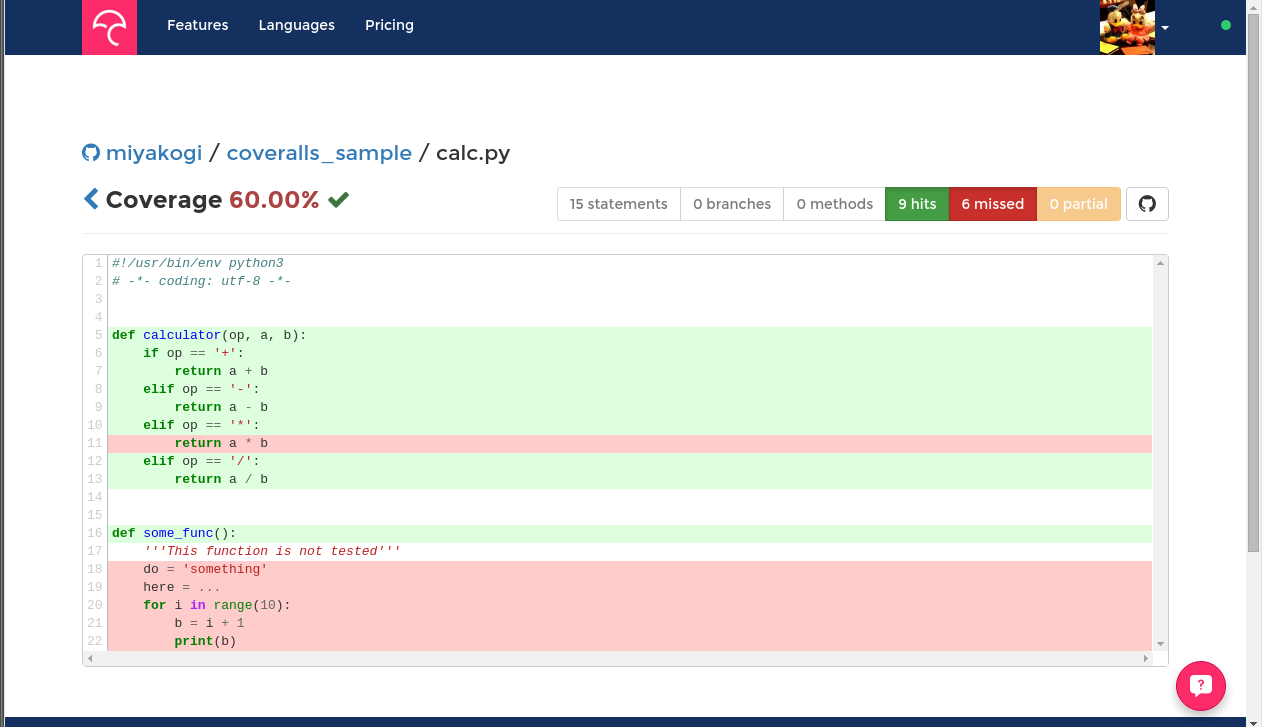 Features Languages Pricing
miyakogi / coveralls_sample / calc.py
Coverage 60.00% 15 statements 0 branches 0 methods 9 hits 6 missed 0 partial
1 #!/usr/bin/env python3
2 # -*- coding: utf-8 -*-
3
4
5 def calculator(op, a, b):
6     if op == '+':
7         return a + b
8     elif op == '-':
9         return a - b
10     elif op == '*':
11         return a * b
12     elif op == '/':
13         return a / b
14
15
16 def some_func():
17     '''This function is not tested'''
18     do = 'something'
19     here = ...
20     for i in range(10):
21         b = i + 1
22         print(b)
?